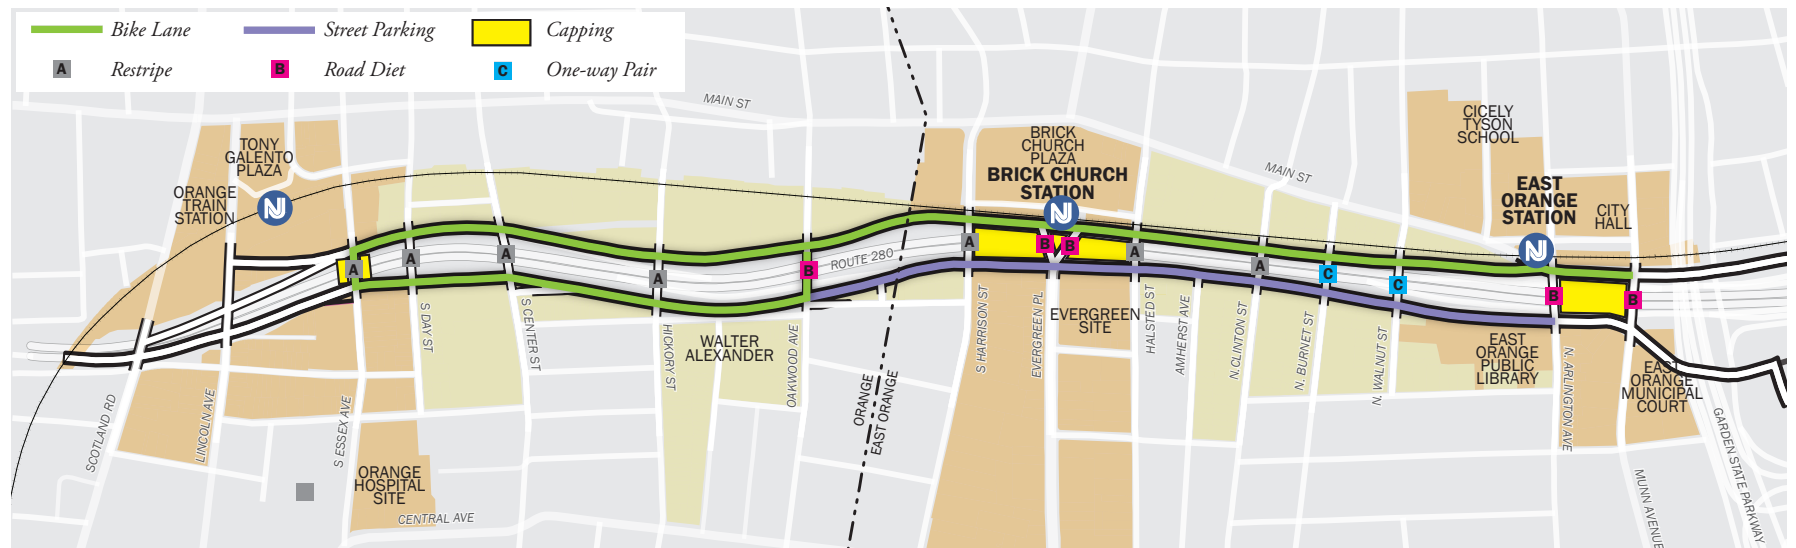 Bike Lane
Street Parking
Capping
A
Restripe
B
Road Diet
C
One-way Pair
MAIN ST
TONY
GALENTO
PLAZA
ORANGE
TRAIN
STATION
BRICK
CHURCH
PLAZA
BRICK CHURCH
STATION
CICELY
TYSON
SCHOOL
MAIN ST
EAST
ORANGE
STATION
CITY
HALL
NJ
NJ
NJ
A
A
A
A
B
ROUTE 280
A
B
B
A
A
C
C
B
B
S DAY ST
S CENTER ST
HICKORY ST
WALTER
ALEXANDER
OAKWOOD AVE
ORANGE
EAST ORANGE
S HARRISON ST
EVERGREEN PL
EVERGREEN
SITE
HALSTED ST
AMHERST AVE
N.CLINTON ST
N. BURNET ST
N. WALNUT ST
EAST
ORANGE
PUBLIC
LIBRARY
N. ARLINGTON AVE
EAST
ORANGE
MUNICIPAL
COURT
GARDEN STATE PARKWAY
MUNN AVENUE
SCOTLAND RD
LINCOLN AVE
S ESSEX AVE
ORANGE
HOSPITAL
SITE
CENTRAL AVE